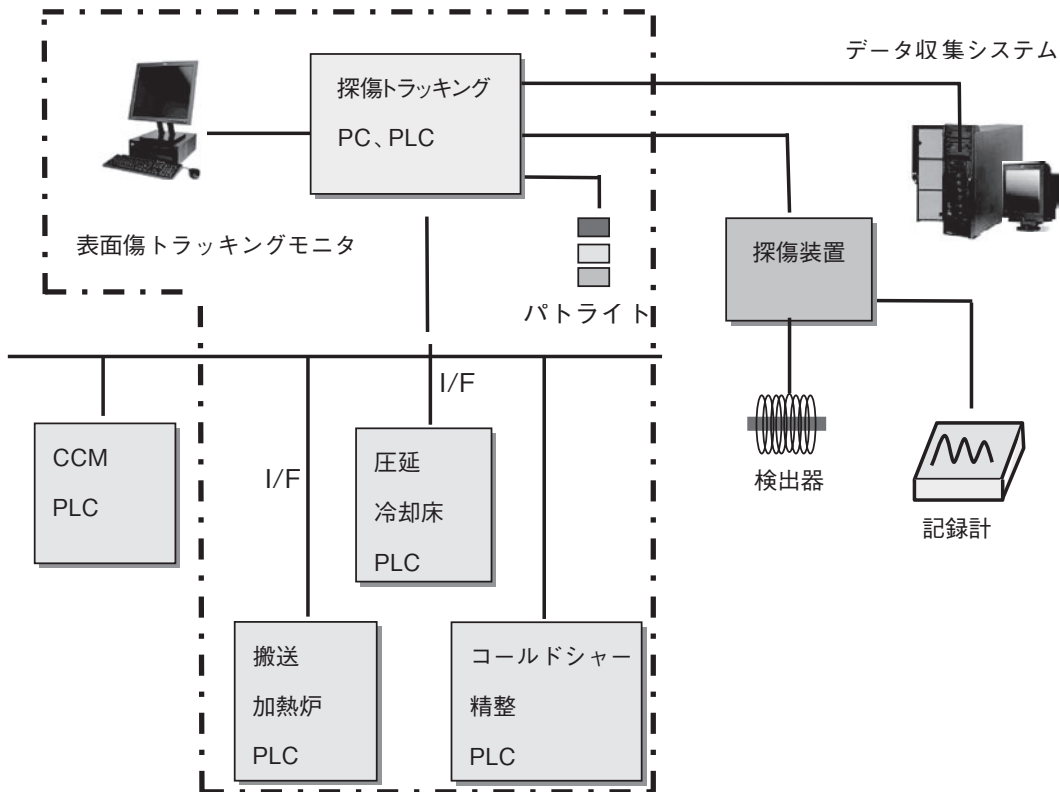 データ収集システム
探傷トラッキング
PC、PLC
表面傷トラッキングモニタ
パトライト
探傷装置
I/F
I/F
検出器
記録計
CCM
PLC
圧延
冷却床
PLC
搬送
加熱炉
PLC
コールドシャー
精整
PLC